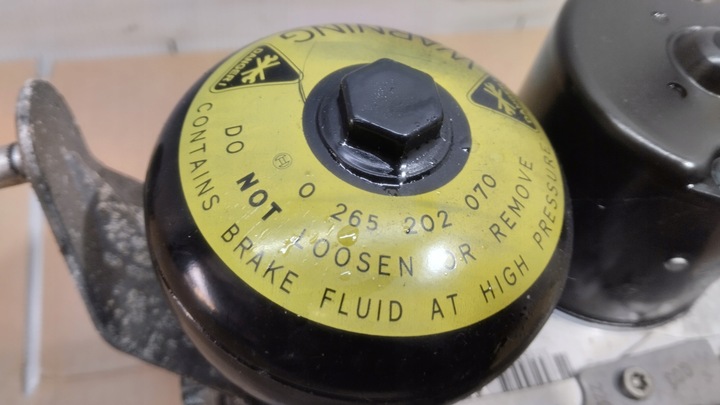 WARNING
DANGER!
0 265 202 070
DO NOT LOOSEN OR REMOVE
CONTAINS BRAKE FLUID AT HIGH PRESSURE